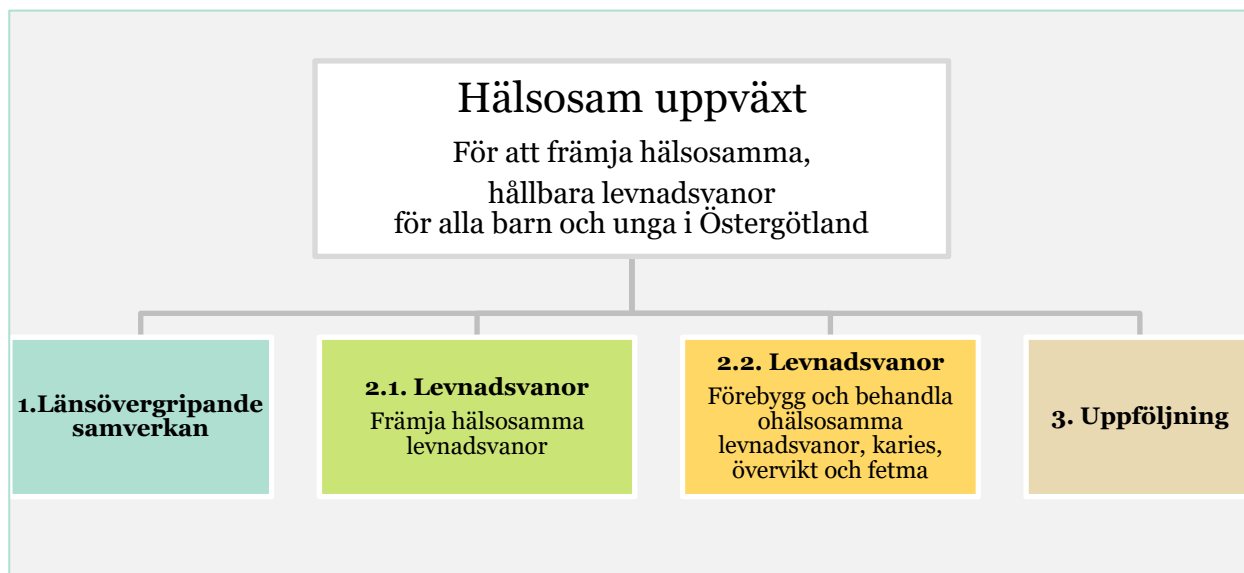 Hälsosam uppväxt
För att främja hälsosamma,
hållbara levnadsvanor
för alla barn och unga i Östergötland
1.Länsövergripande
samverkan
2.1. Levnadsvanor
Främja hälsosamma
levnadsvanor
2.2. Levnadsvanor
Förebygg och behandla
ohälsosamma
levnadsvanor, karies,
övervikt och fetma
3. Uppföljning